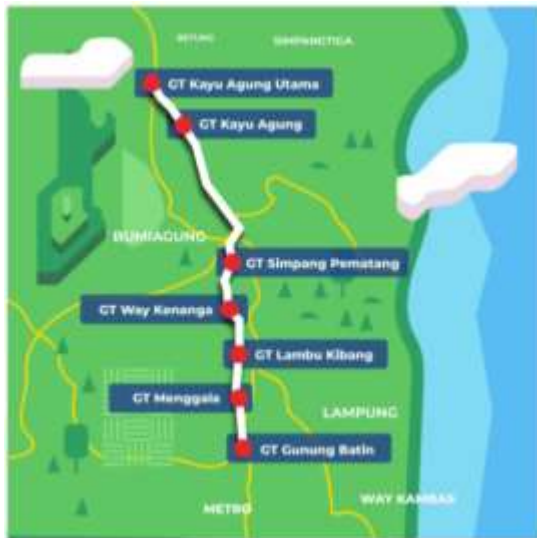 BETUNG
SIMPANGTIGA
GT Kayu Agung Utama
GT Kayu Agung
BUMIAGUNG
GT Simpang Pematang
GT Way Kenanga
GT Lambu Kibang
GT Menggala
LAMPUNG
GT Gunung Batin
WAY KAMBAS
METRO